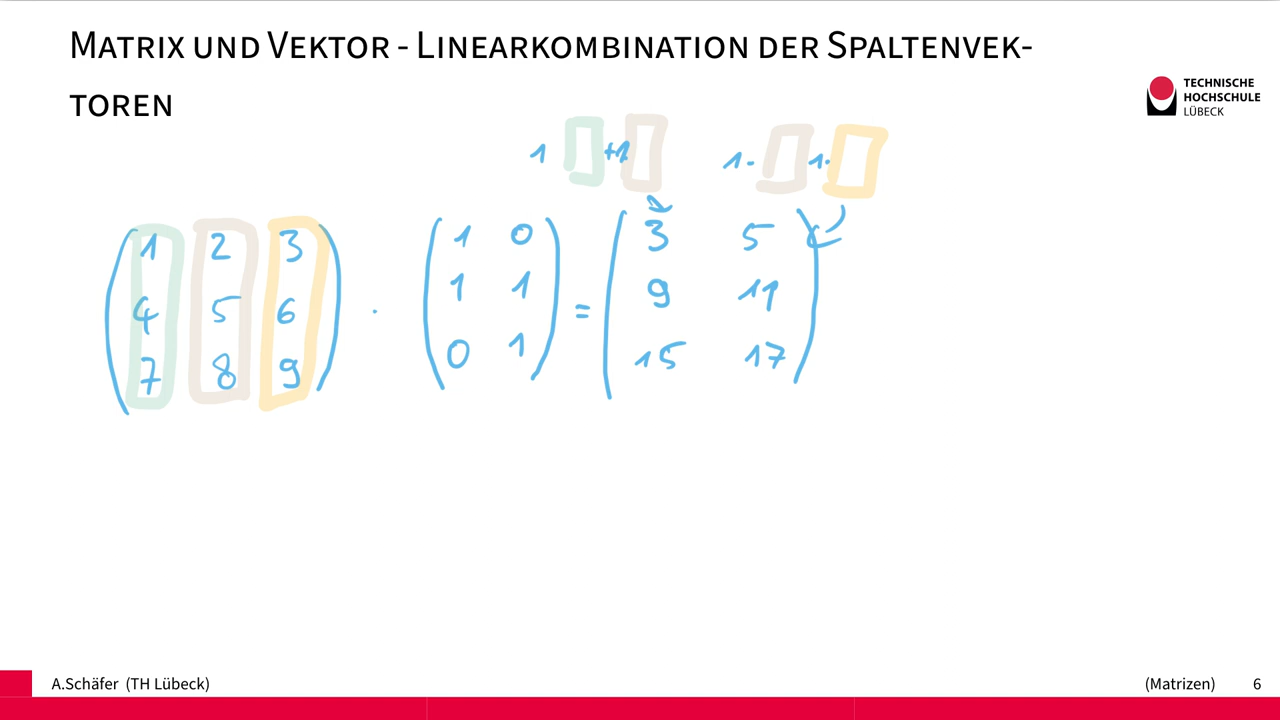 Matrix und Vektor - Linearkombination der Spaltenvek-
toren
TECHNISCHE
HOCHSCHULE
LÜBECK
1 +1 1. 1.
1 2 3 . 1 0 = 3 5
4 5 6 1 1 9 11
7 8 9 0 1 15 17
A.Schäfer (TH Lübeck) (Matrizen) 6